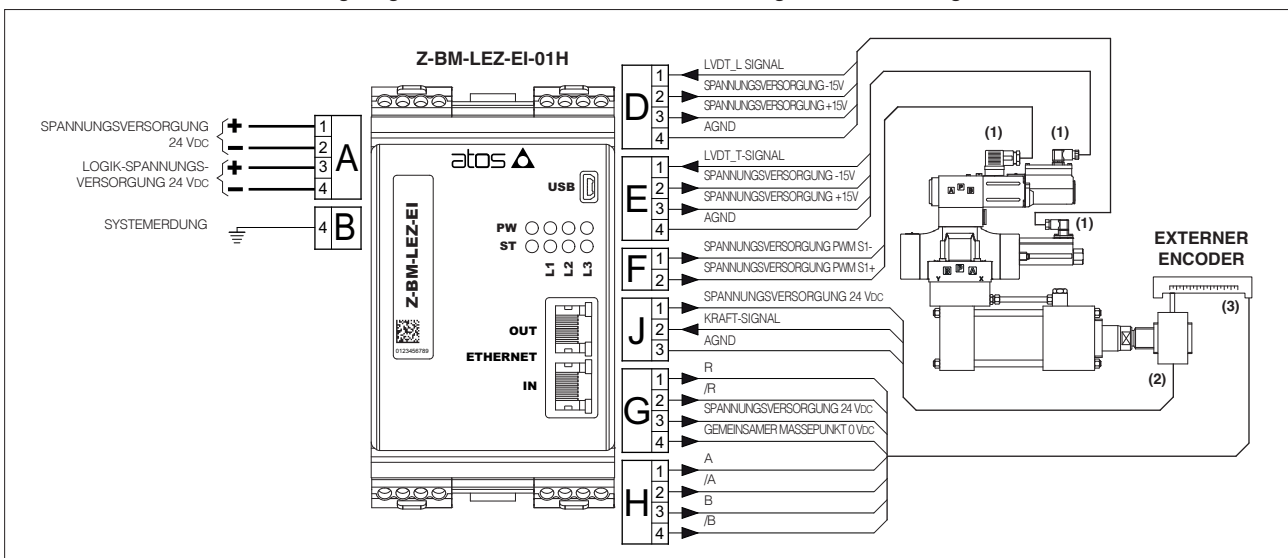 Z-BM-LEZ-EI-01H
SPANNUNGSVERSORGUNG
24 VDC
+
–
LOGIK-SPANNUNGS-
VERSORGUNG 24 VDC
+
–
1
2
3
4
A
SYSTEMERDUNG
4
B
atos
USB
PW
ST
L1
L2
L3
Z-BM-LEZ-EI
0123456789
OUT
ETHERNET
IN
D
1
2
3
4
LVDT_L SIGNAL
SPANNUNGSVERSORGUNG -15V
SPANNUNGSVERSORGUNG +15V
AGND
E
1
2
3
4
LVDT_T-SIGNAL
SPANNUNGSVERSORGUNG -15V
SPANNUNGSVERSORGUNG +15V
AGND
F
1
2
SPANNUNGSVERSORGUNG PWM S1-
SPANNUNGSVERSORGUNG PWM S1+
J
1
2
3
SPANNUNGSVERSORGUNG 24 VDC
KRAFT-SIGNAL
AGND
G
1
2
3
4
R
/R
SPANNUNGSVERSORGUNG 24 VDC
GEMEINSAMER MASSEPUNKT 0 VDC
H
1
2
3
4
A
/A
B
/B
(1)
(1)
A P B
(1)
B P A
Y
X
EXTERNER
ENCODER
(3)
(2)